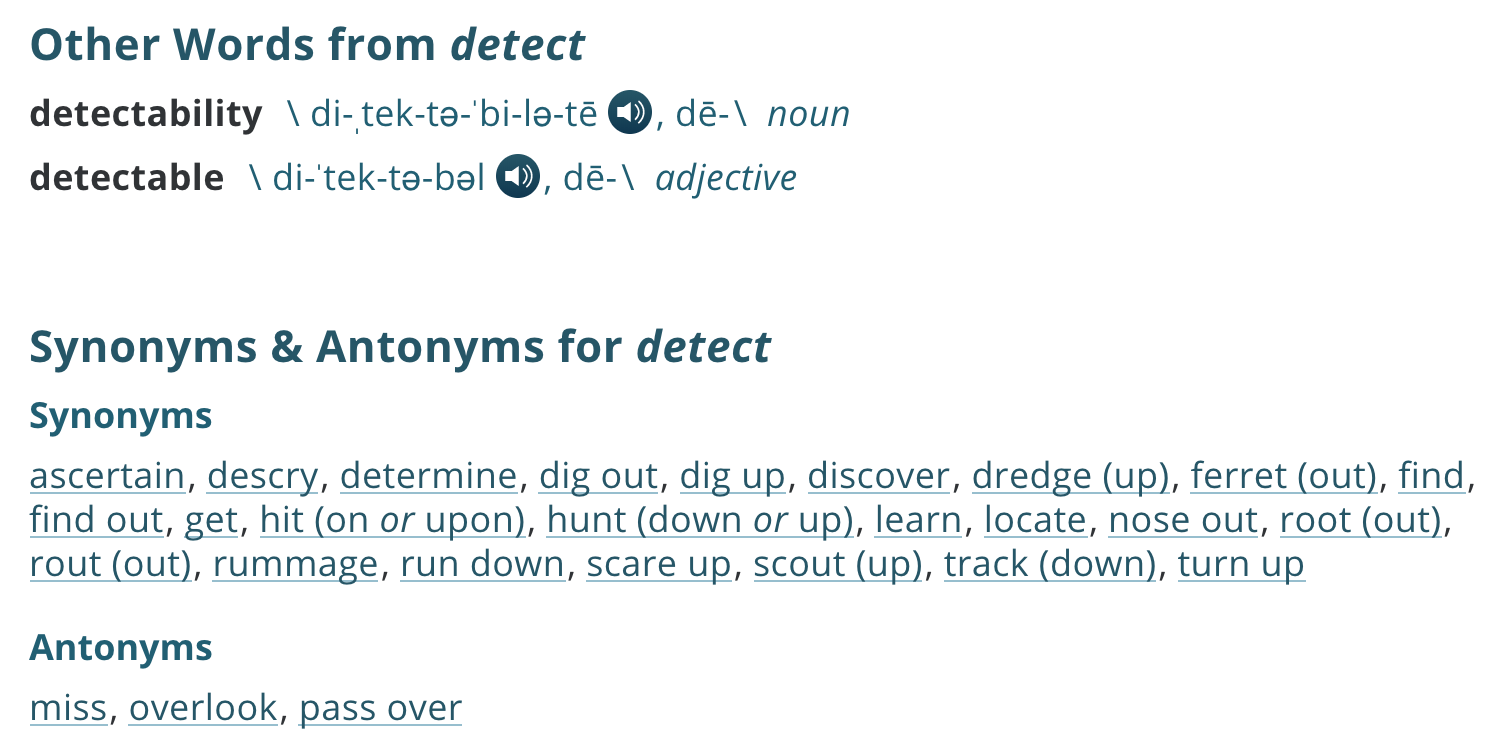 Other Words from detect
detectability \ di-ˌtek-tə-ˈbi-lə-tē , dē- \ noun
detectable \ di-ˈtek-tə-bəl , dē- \ adjective
Synonyms & Antonyms for detect
Synonyms
ascertain, descry, determine, dig out, dig up, discover, dredge (up), ferret (out), find,
find out, get, hit (on or upon), hunt (down or up), learn, locate, nose out, root (out),
rout (out), rummage, run down, scare up, scout (up), track (down), turn up
Antonyms
miss, overlook, pass over